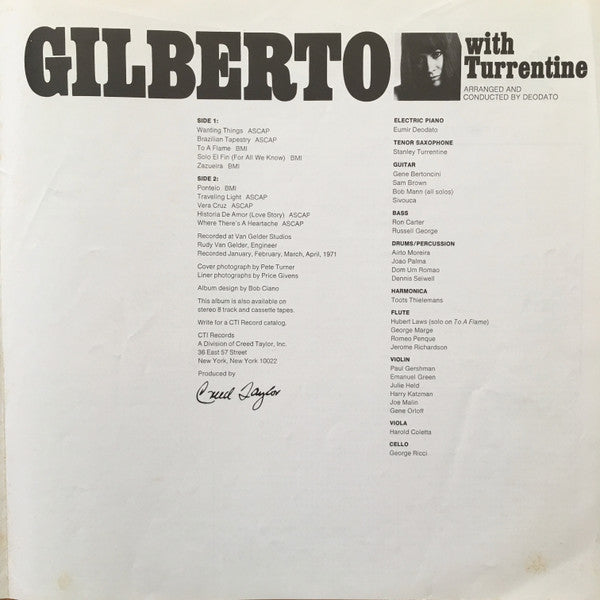 GILBERTO
with
Turrentine
ARRANGED AND
CONDUCTED BY DEODATO
SIDE 1:
Wanting Things ASCAP
Brazilian Tapestry ASCAP
To A Flame BMI
Solo El Fin (For All We Know) BMI
Zazueira BMI
SIDE 2:
Ponteio BMI
Traveling Light ASCAP
Vera Cruz ASCAP
Historia De Amor (Love Story) ASCAP
Where There's A Heartache ASCAP
Recorded at Van Gelder Studios
Rudy Van Gelder, Engineer
Recorded January, February, March, April, 1971
Cover photograph by Pete Turner
Liner photographs by Price Givens
Album design by Bob Ciano
This album is also available on
stereo 8 track and cassette tapes.
Write for a CTI Record catalog.
CTI Records
A Division of Creed Taylor, Inc.
36 East 57 Street
New York, New York 10022
Produced by
Creed Taylor
ELECTRIC PIANO
Eumir Deodato
TENOR SAXOPHONE
Stanley Turrentine
GUITAR
Gene Bertoncini
Sam Brown
Bob Mann (all solos)
Sivouca
BASS
Ron Carter
Russell George
DRUMS/PERCUSSION
Airto Moreira
Joao Palma
Dom Um Romao
Dennis Seiwell
HARMONICA
Toots Thielemans
FLUTE
Hubert Laws (solo on To A Flame)
George Marge
Romeo Penque
Jerome Richardson
VIOLIN
Paul Gershman
Emanuel Green
Julie Held
Harry Katzman
Joe Malin
Gene Orloff
VIOLA
Harold Coletta
CELLO
George Ricci